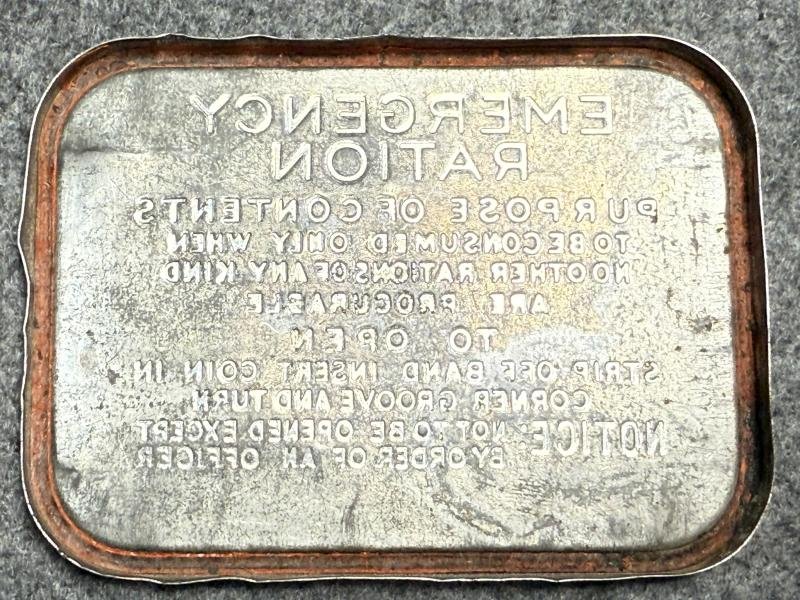 EMERGENCY
RATION
PURPOSE OF CONTENTS
TO BE CONSUMED ONLY WHEN
NO OTHER RATIONS OF ANY KIND
ARE PROCURABLE
TO OPEN
STRIP OFF BAND INSERT COIN IN
CORNER GROOVE AND TURN
NOTICE: NOT TO BE OPENED EXCEPT
BY ORDER OF AN OFFICER